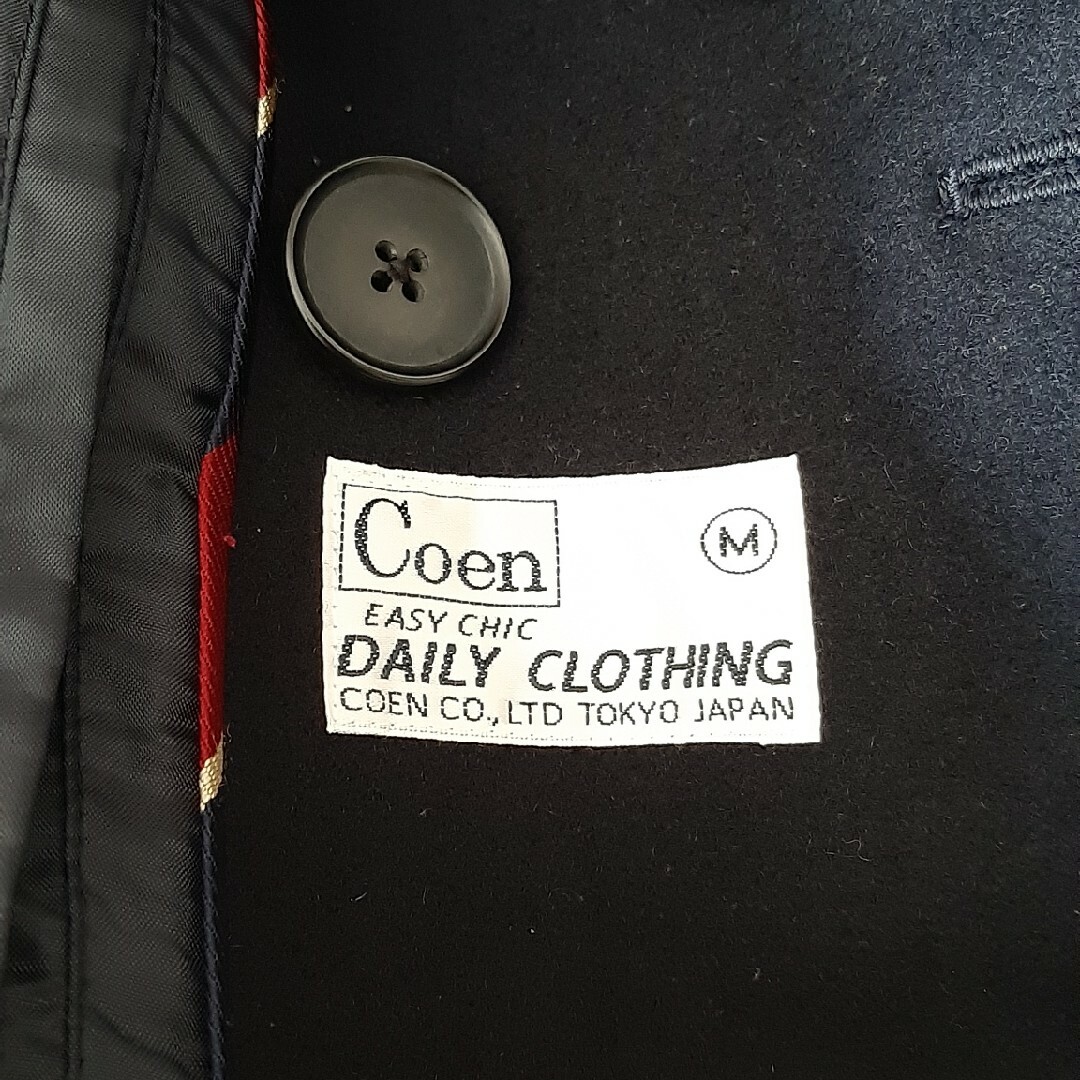 Coen
M
EASY CHIC
DAILY CLOTHING
COEN CO., LTD TOKYO JAPAN